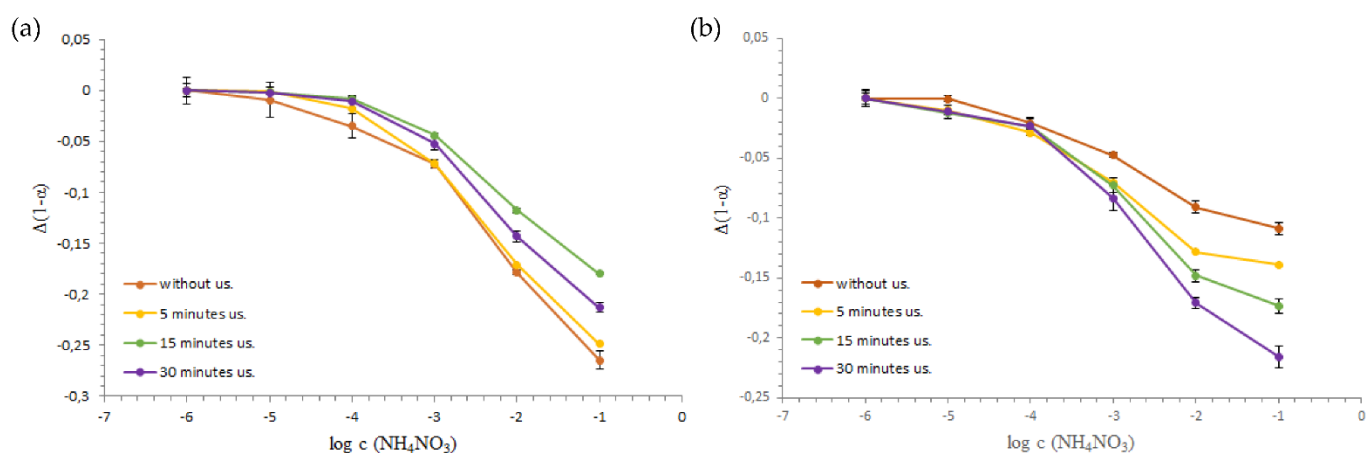 (a)
0,05
0
-0,05
-0,1
-0,15
-0,2
-0,25
-0,3
Δ(1-α)
without us.
5 minutes us.
15 minutes us.
30 minutes us.
-7 -6 -5 -4 -3 -2 -1 0
log c (NH₄NO₃)
(b)
0,05
0
-0,05
-0,1
-0,15
-0,2
-0,25
Δ(1-α)
without us.
5 minutes us.
15 minutes us.
30 minutes us.
-7 -6 -5 -4 -3 -2 -1 0
log c (NH₄NO₃)